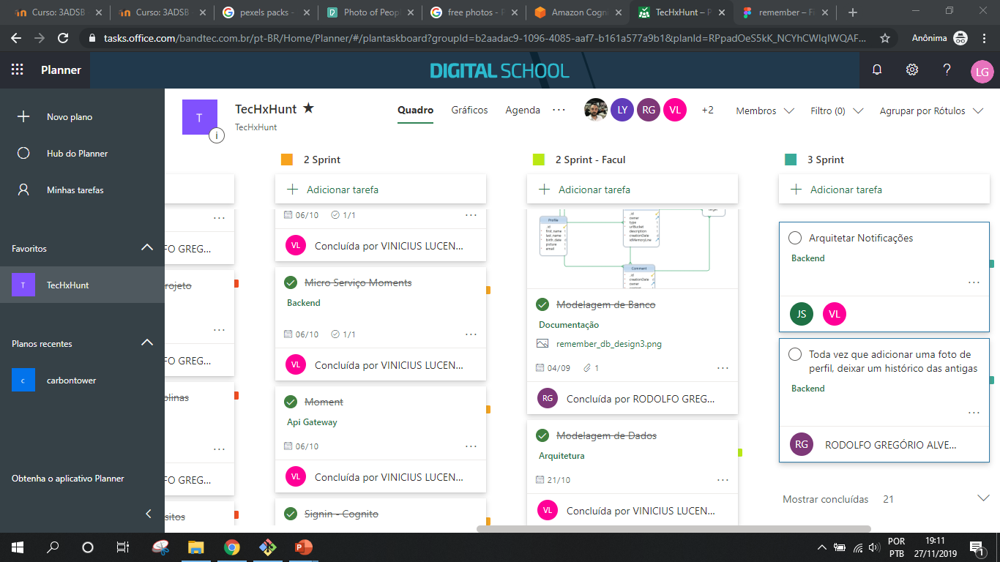 Curso: 3ADSB
Curso: 3ADSB
pexels packs -
Photo of Peop
free photos - P
Amazon Cogni
TecHxHunt – P
remember – Fi
tasks.office.com/bandtec.com.br/pt-BR/Home/Planner/#/plantaskboard?groupId=b2aadac9-1096-4085-aaf7-b161a577a9b1&planId=RPpadOeS5kK_NCYhCWIqIWQAF...
Anônima
Planner
DIGITAL SCHOOL
LG
Novo plano
Hub do Planner
Minhas tarefas
Favoritos
T
TecHxHunt
Planos recentes
c
carbontower
Obtenha o aplicativo Planner
T
i
TecHxHunt
TecHxHunt
Quadro
Gráficos
Agenda
...
LY
RG
VL
+2
Membros
Filtro (0)
Agrupar por Rótulos
FO GREG...
rojeto
FO GREG...
olinas
FO GREG...
sitos
2 Sprint
Adicionar tarefa
06/10
1/1
VL
Concluída por VINICIUS LUCEN...
Micro Serviço Moments
Backend
06/10
1/1
VL
Concluída por VINICIUS LUCEN...
Moment
Api Gateway
06/10
VL
Concluída por VINICIUS LUCEN...
Signin - Cognito
2 Sprint - Facul
Adicionar tarefa
Profile
_id
first_name
last_name
birth_date
picture
email
_id
owner
type
urlBucket
description
creationDate
idMemoryLine
Target
Comment
_id
creationDate
owner
Modelagem de Banco
Documentação
remember_db_design3.png
04/09
1
RG
Concluída por RODOLFO GREG...
Modelagem de Dados
Arquitetura
21/10
VL
Concluída por VINICIUS LUCEN...
3 Sprint
Adicionar tarefa
Arquitetar Notificações
Backend
JS
VL
Toda vez que adicionar uma foto de
perfil, deixar um histórico das antigas
Backend
RG
RODOLFO GREGÓRIO ALVE...
Mostrar concluídas
21
POR
PTB
19:11
27/11/2019
1